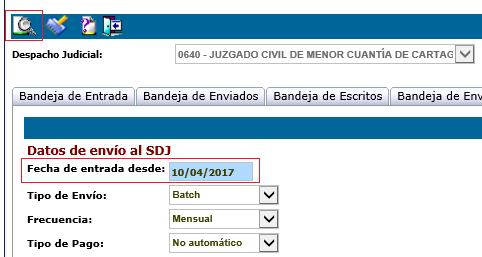 Despacho Judicial: 0640 - JUZGADO CIVIL DE MENOR CUANTÍA DE CARTAG
Bandeja de Entrada Bandeja de Enviados Bandeja de Escritos Bandeja de Env
Datos de envío al SDJ
Fecha de entrada desde: 10/04/2017
Tipo de Envío: Batch
Frecuencia: Mensual
Tipo de Pago: No automático